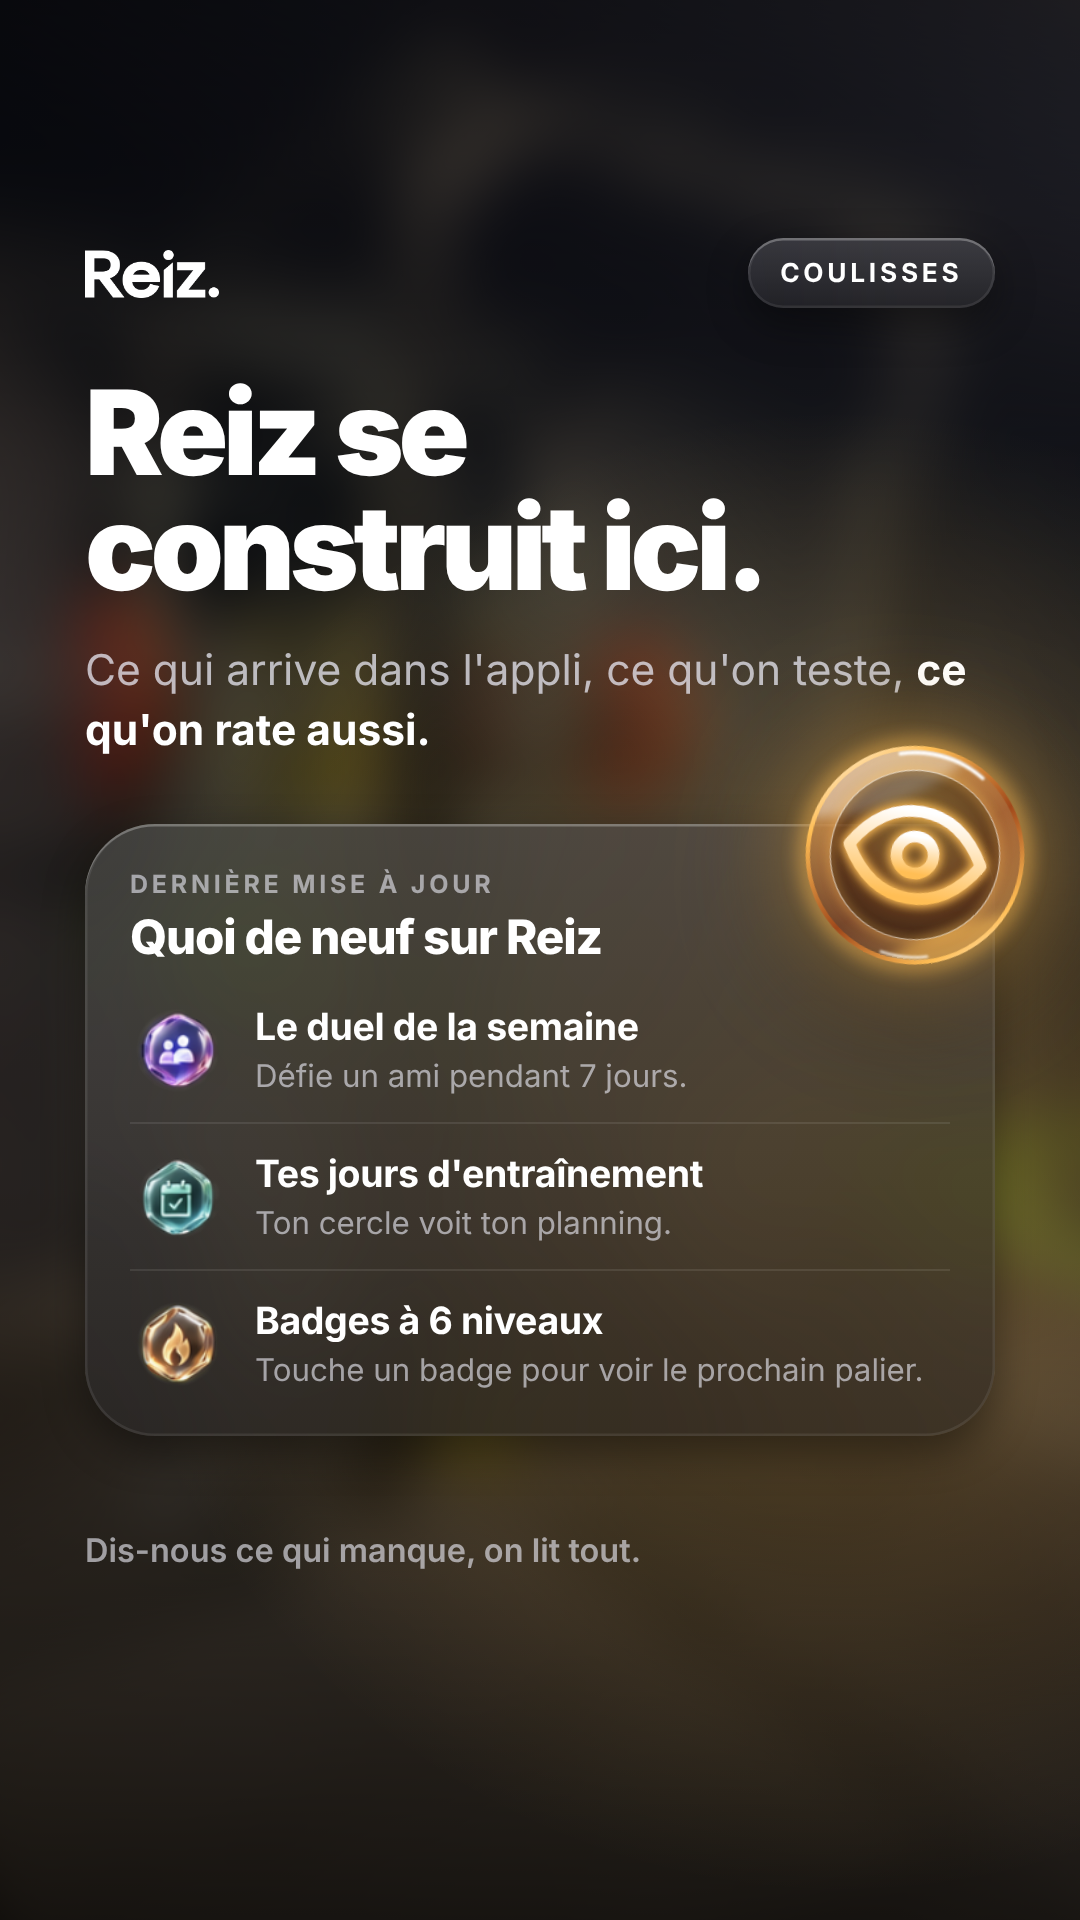 Reiz.
COULISSES
Reiz se
construit ici.
Ce qui arrive dans l'appli, ce qu'on teste, ce
qu'on rate aussi.
DERNIÈRE MISE À JOUR
Quoi de neuf sur Reiz
Le duel de la semaine
Défie un ami pendant 7 jours.
Tes jours d'entraînement
Ton cercle voit ton planning.
Badges à 6 niveaux
Touche un badge pour voir le prochain palier.
Dis-nous ce qui manque, on lit tout.